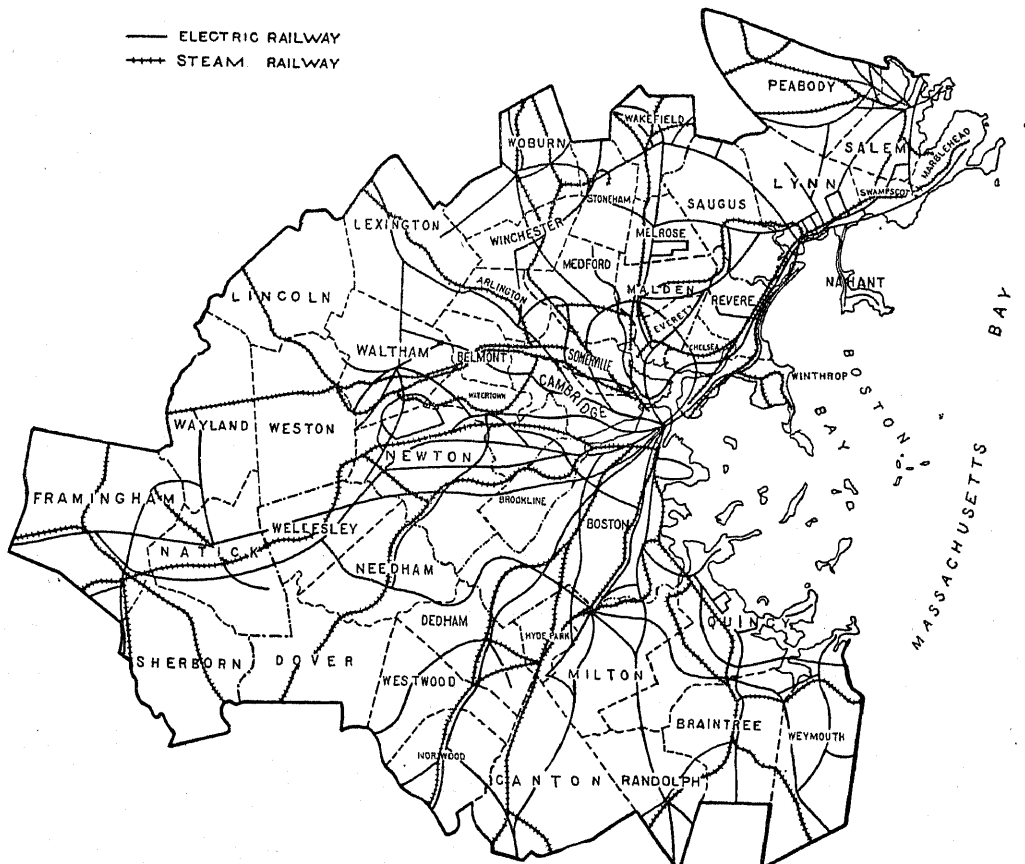 ELECTRIC RAILWAY
STEAM RAILWAY
PEABODY
WAKEFIELD
WOBURN
SALEM
MARBLEHEAD
LYNN
SWAMPSCOT
STONEHAM
SAUGUS
LEXINGTON
WINCHESTER
MELROSE
MEDFORD
NAHANT
ARLINGTON
MALDEN
REVERE
LINCOLN
EVERETT
CHELSEA
WALTHAM
BELMONT
SOMERVILLE
WINTHROP
CAMBRIDGE
WATERTOWN
BOSTON BAY
MASSACHUSETTS BAY
WAYLAND
WESTON
NEWTON
FRAMINGHAM
BROOKLINE
BOSTON
WELLESLEY
NATICK
NEEDHAM
DEDHAM
QUINCY
HYDE PARK
SHERBORN
DOVER
WESTWOOD
MILTON
BRAINTREE
WEYMOUTH
NORWOOD
CANTON
RANDOLPH